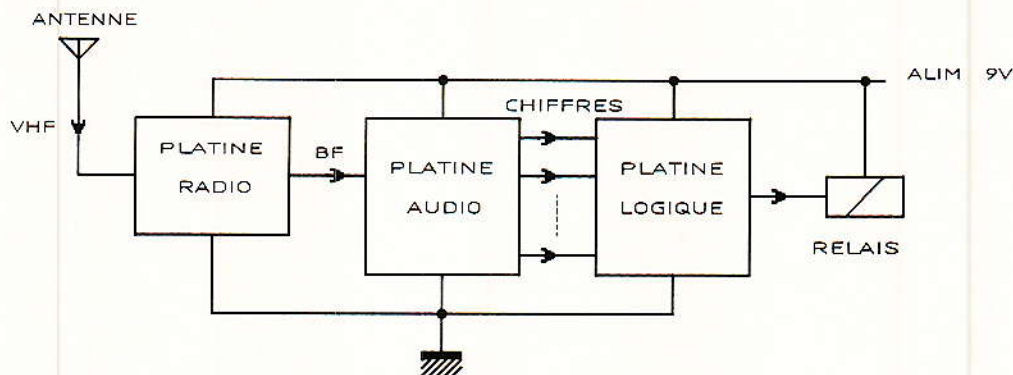 ANTENNE
ALIM 9V
CHIFFRES
VHF
BF
PLATINE
RADIO
PLATINE
AUDIO
PLATINE
LOGIQUE
RELAIS